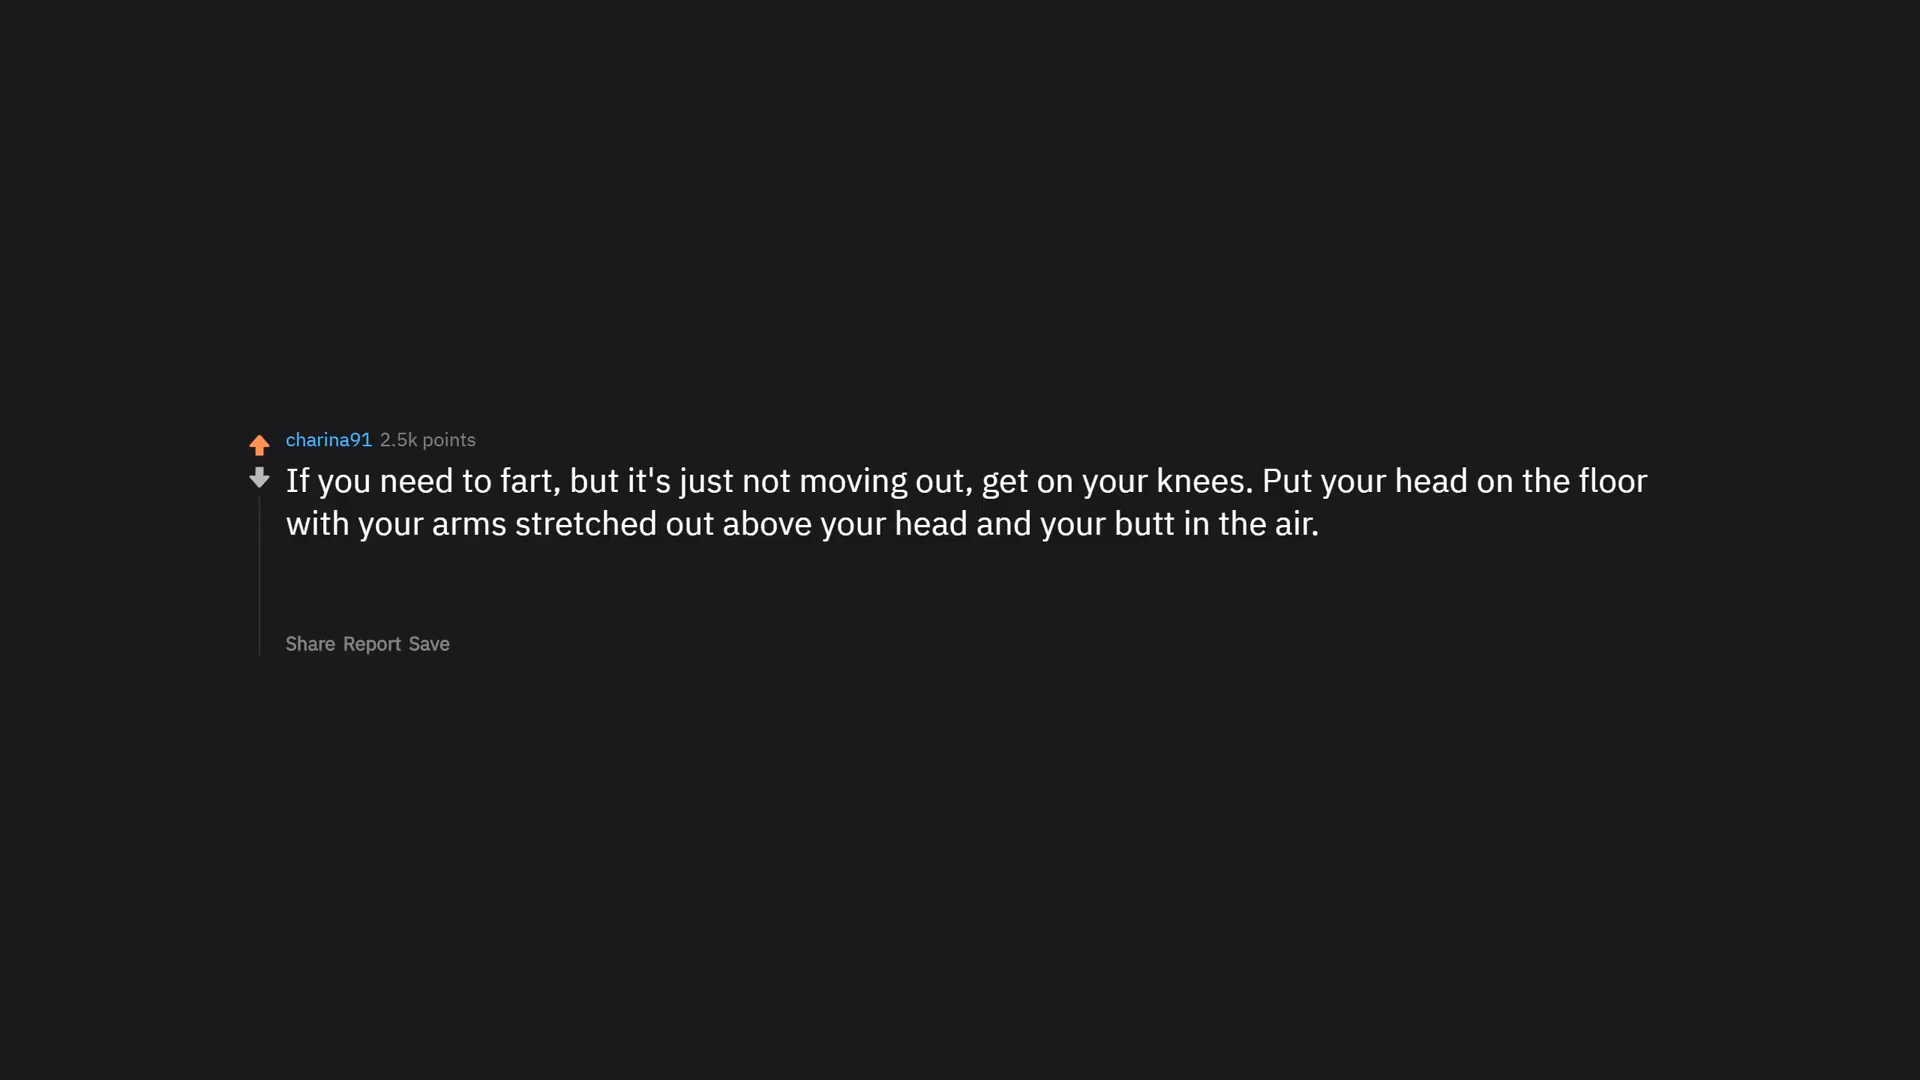 charina91 2.5k points
If you need to fart, but it's just not moving out, get on your knees. Put your head on the floor
with your arms stretched out above your head and your butt in the air.
Share Report Save